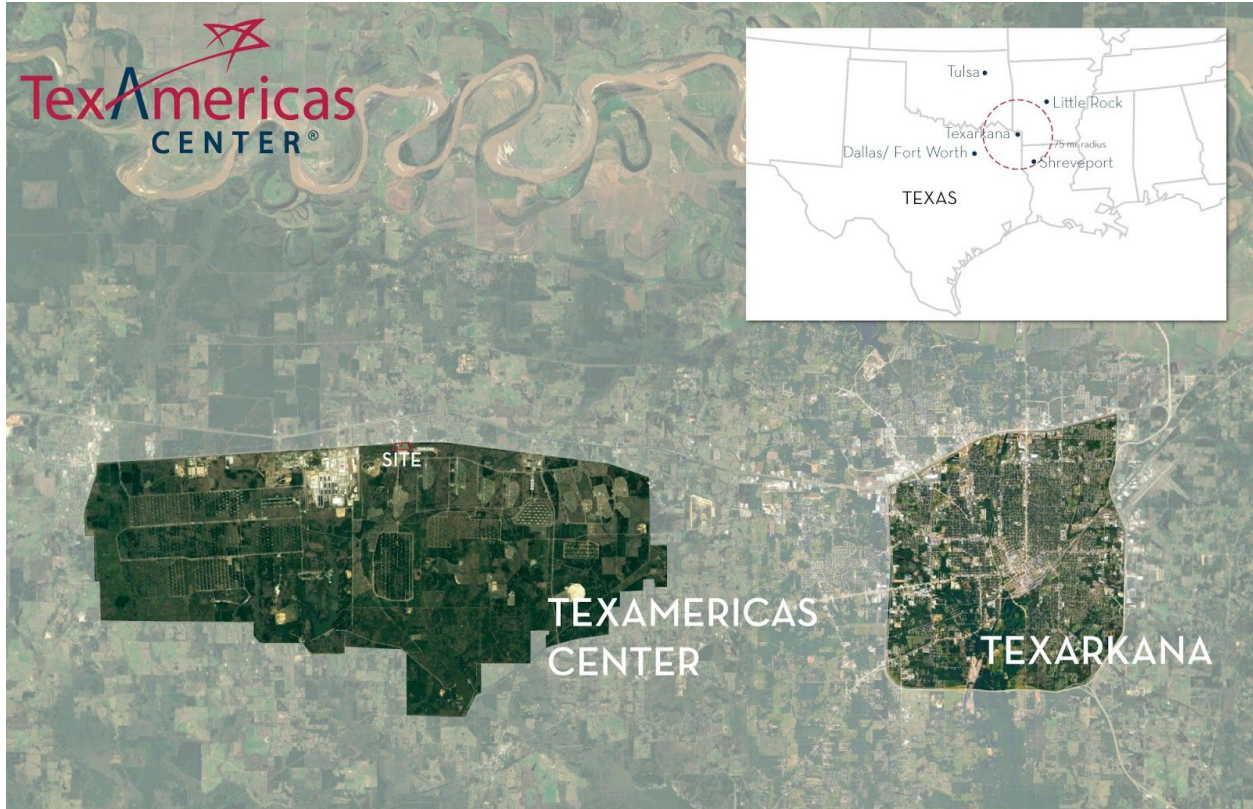 TexAmericas
CENTER®
Tulsa
Little Rock
Texarkana
75 mi. radius
Dallas/ Fort Worth
Shreveport
TEXAS
SITE
TEXAMERICAS
CENTER
TEXARKANA